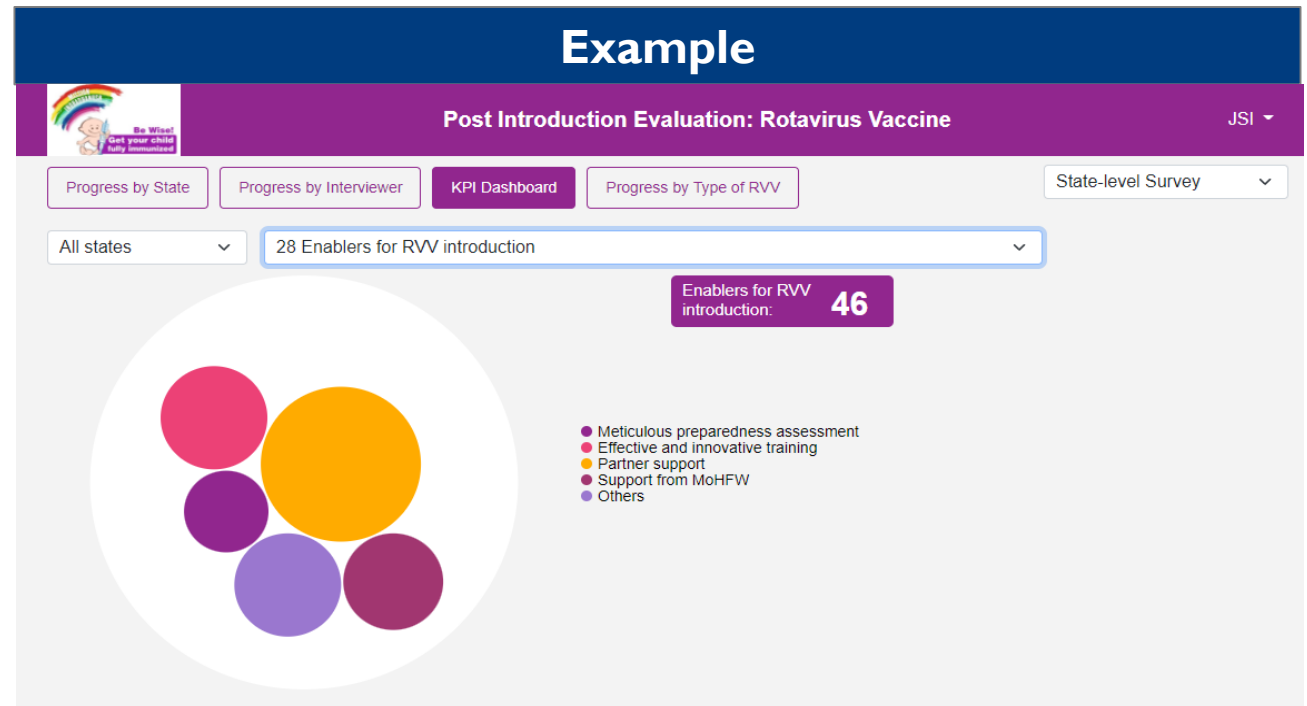 Example
Be Wise!
Get your child
fully immunized
Post Introduction Evaluation: Rotavirus Vaccine
JSI
Progress by State
Progress by Interviewer
KPI Dashboard
Progress by Type of RVV
State-level Survey
All states
28 Enablers for RVV introduction
Enablers for RVV
introduction:
46
Meticulous preparedness assessment
Effective and innovative training
Partner support
Support from MoHFW
Others